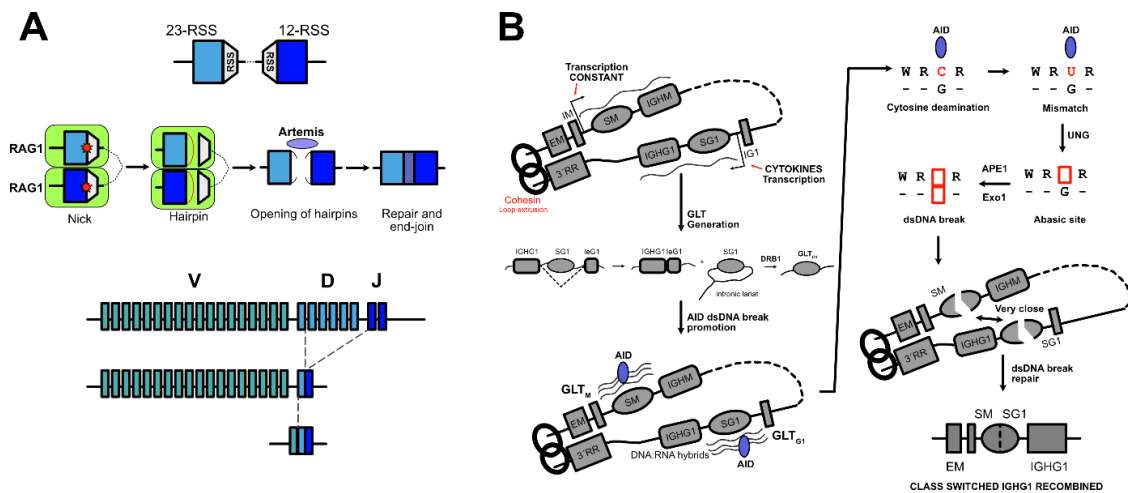 A
23-RSS 12-RSS
RSS RSS
RAG1
RAG1
Artemis
Nick
Hairpin
Opening of hairpins
Repair and
end-join
V D J
B
Transcription
CONSTANT
IM
EM
SM
IGHM
3´RR
IGHG1
SG1
IG1
CYTOKINES
Transcription
Cohesin
Loop extrusion
GLT
Generation
IGHG1 SG1 IeG1
IGHG1 IeG1
+
SG1
intronic lariat
DRB1
GLTG1
AID dsDNA break
promotion
AID
GLTM
EM
SM
IGHM
3´RR
IGHG1
SG1
GLTG1
DNA:RNA hybrids
AID
AID
W R C R
– – G –
Cytosine deamination
AID
W R U R
– – G –
Mismatch
UNG
W R R
– – G –
Abasic site
APE1
Exo1
W R R
– – –
dsDNA break
SM
IGHM
EM
Very close
3´RR
IGHG1
SG1
dsDNA break
repair
SM SG1
EM
IGHG1
CLASS SWITCHED IGHG1 RECOMBINED